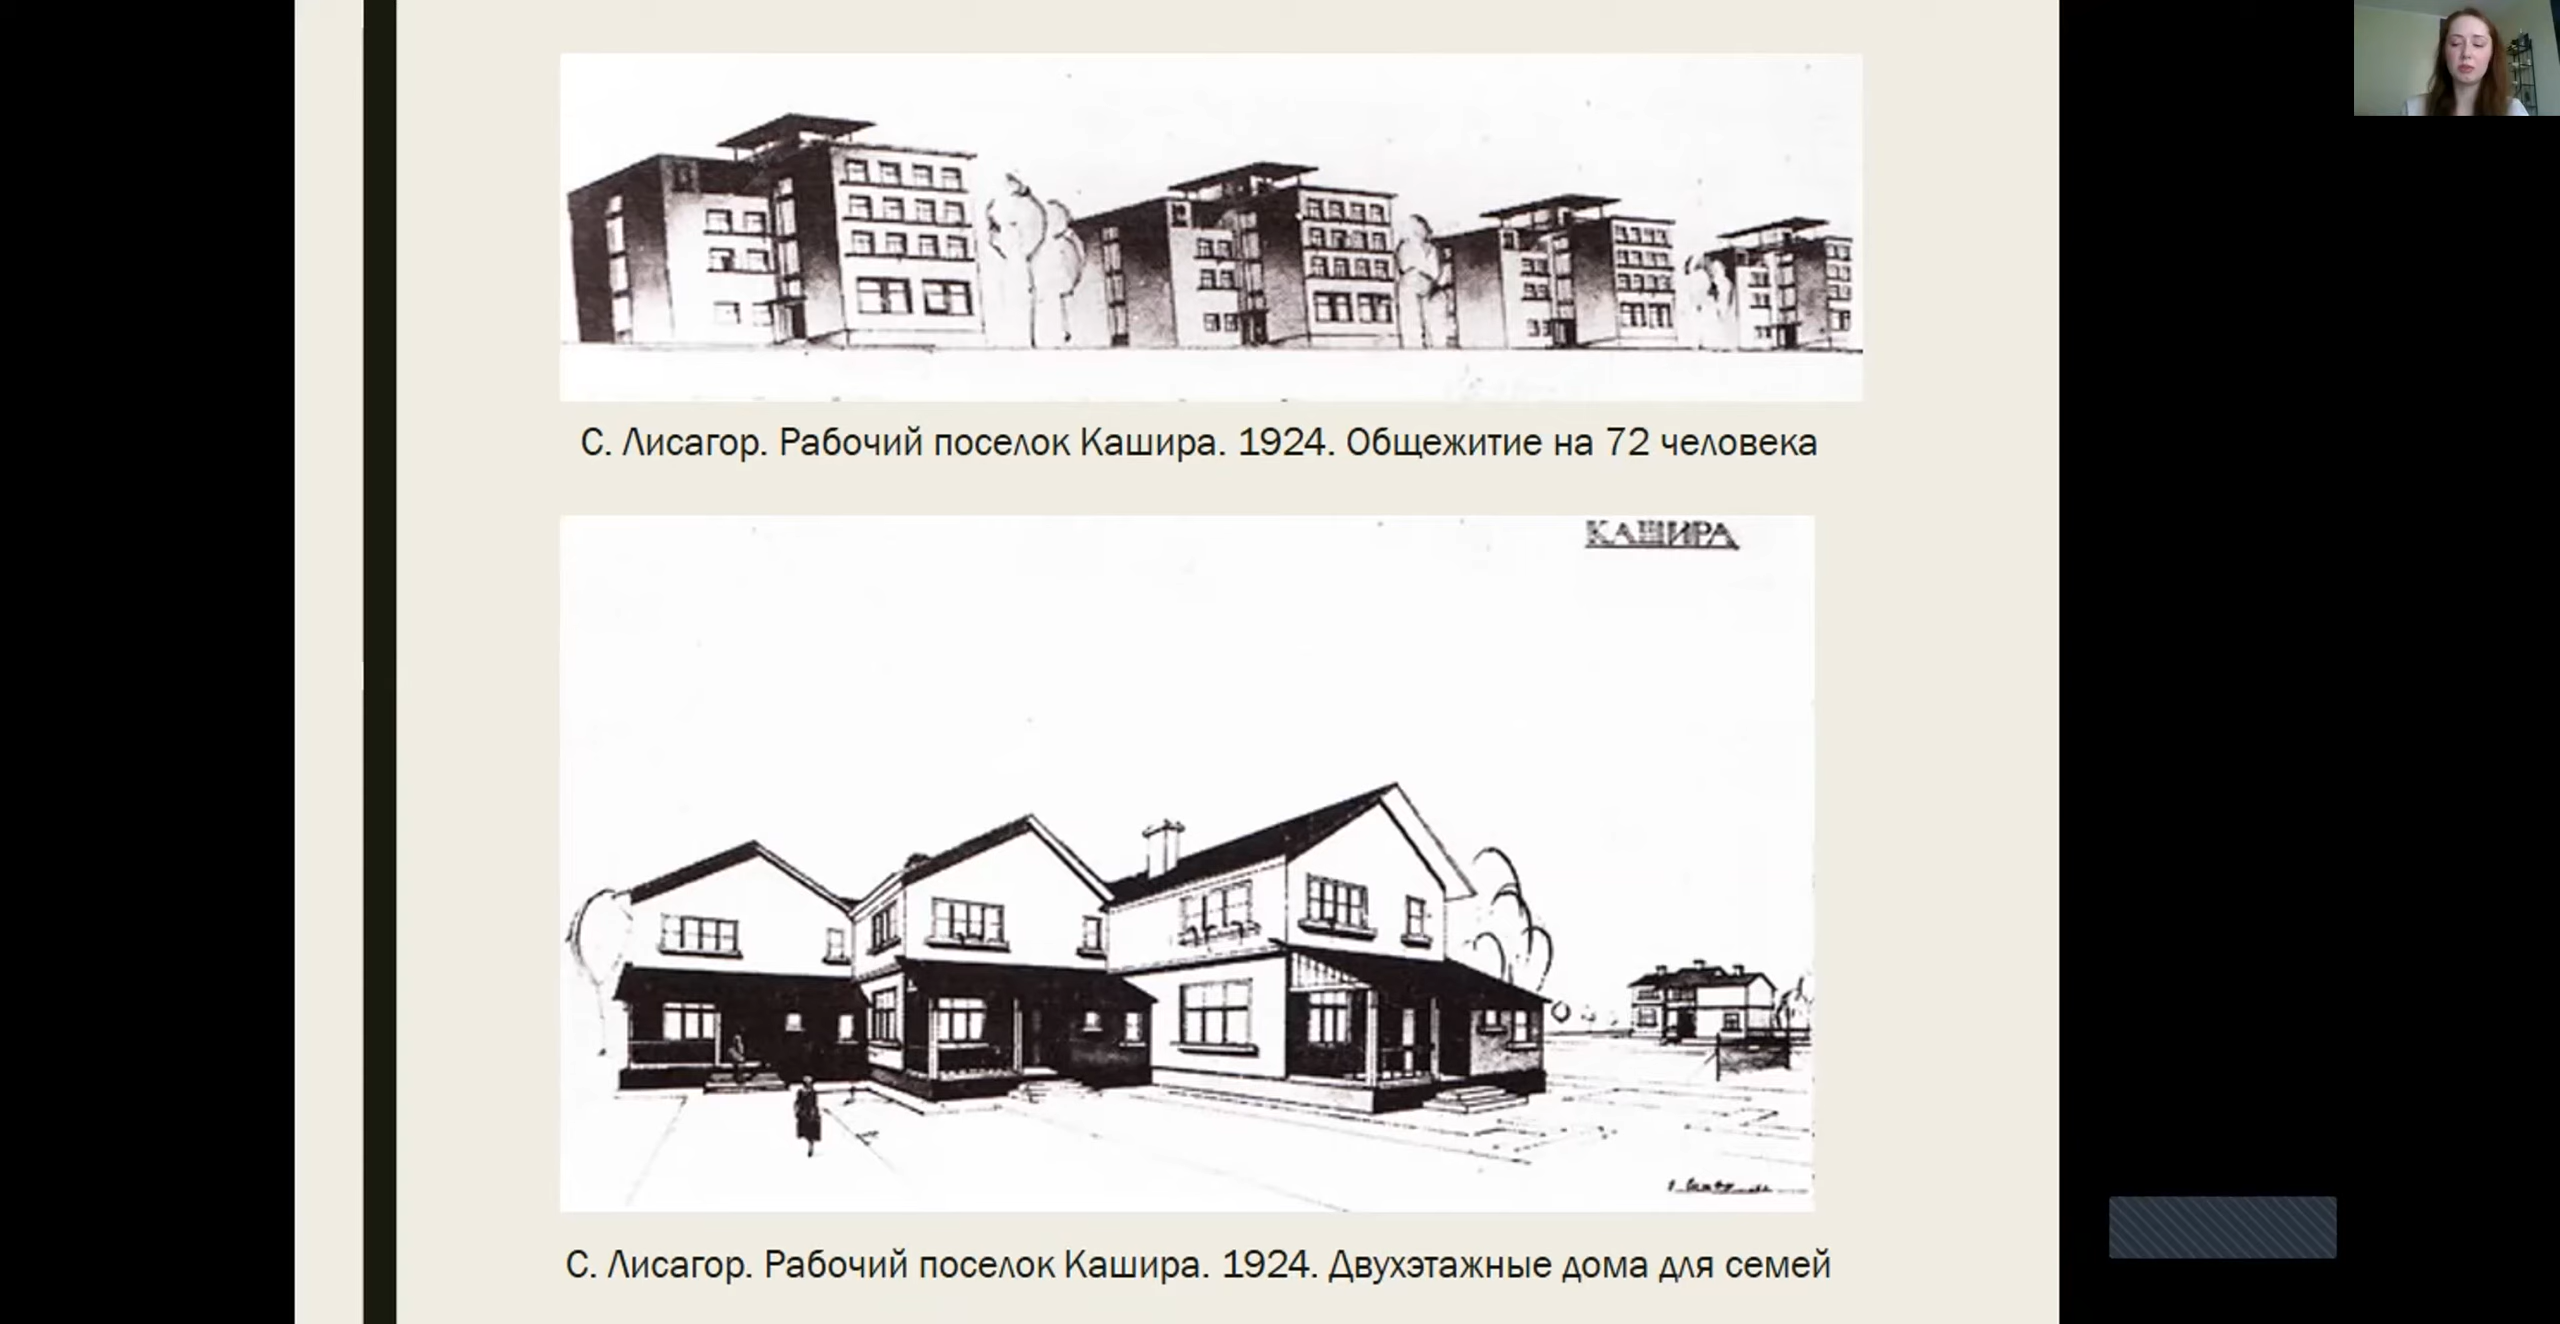 С. Лисагор. Рабочий поселок Кашира. 1924. Общежитие на 72 человека
КАШИРА
С. Лисагор. Рабочий поселок Кашира. 1924. Двухэтажные дома для семей